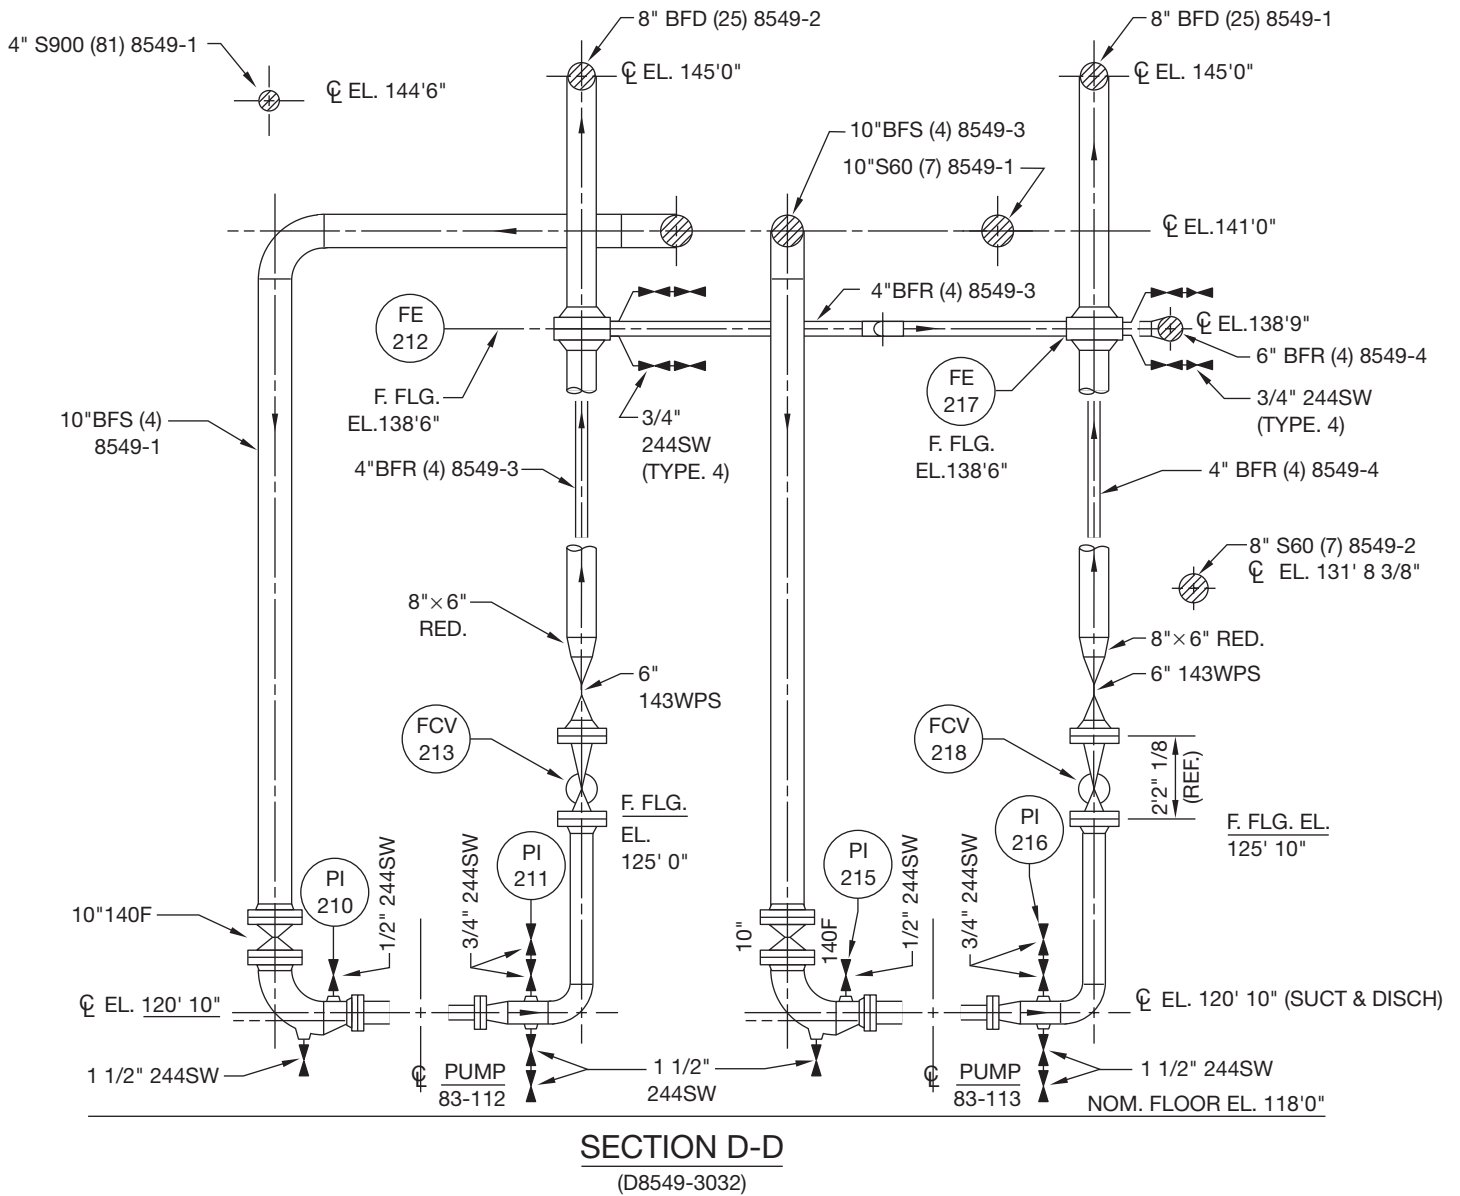 8" BFD (25) 8549-2
8" BFD (25) 8549-1
4" S900 (81) 8549-1
℄ EL. 145'0"
℄ EL. 145'0"
℄ EL. 144'6"
10"BFS (4) 8549-3
10"S60 (7) 8549-1
℄ EL.141'0"
4"BFR (4) 8549-3
FE
212
℄ EL.138'9"
6" BFR (4) 8549-4
FE
217
F. FLG.
EL.138'6"
3/4"
244SW
(TYPE. 4)
3/4" 244SW
(TYPE. 4)
10"BFS (4)
8549-1
F. FLG.
EL.138'6"
4"BFR (4) 8549-3
4" BFR (4) 8549-4
8" S60 (7) 8549-2
℄ EL. 131' 8 3/8"
8"×6"
RED.
8"×6" RED.
6"
143WPS
6" 143WPS
FCV
213
FCV
218
2'2" 1/8
(REF.)
F. FLG.
EL.
125' 0"
F. FLG. EL.
125' 10"
PI
210
1/2" 244SW
3/4" 244SW
PI
211
PI
215
1/2" 244SW
3/4" 244SW
PI
216
10"140F
10"
140F
℄ EL. 120' 10"
℄ EL. 120' 10" (SUCT & DISCH)
1 1/2" 244SW
℄ PUMP
83-112
1 1/2"
244SW
℄ PUMP
83-113
1 1/2" 244SW
NOM. FLOOR EL. 118'0"
SECTION D-D
(D8549-3032)